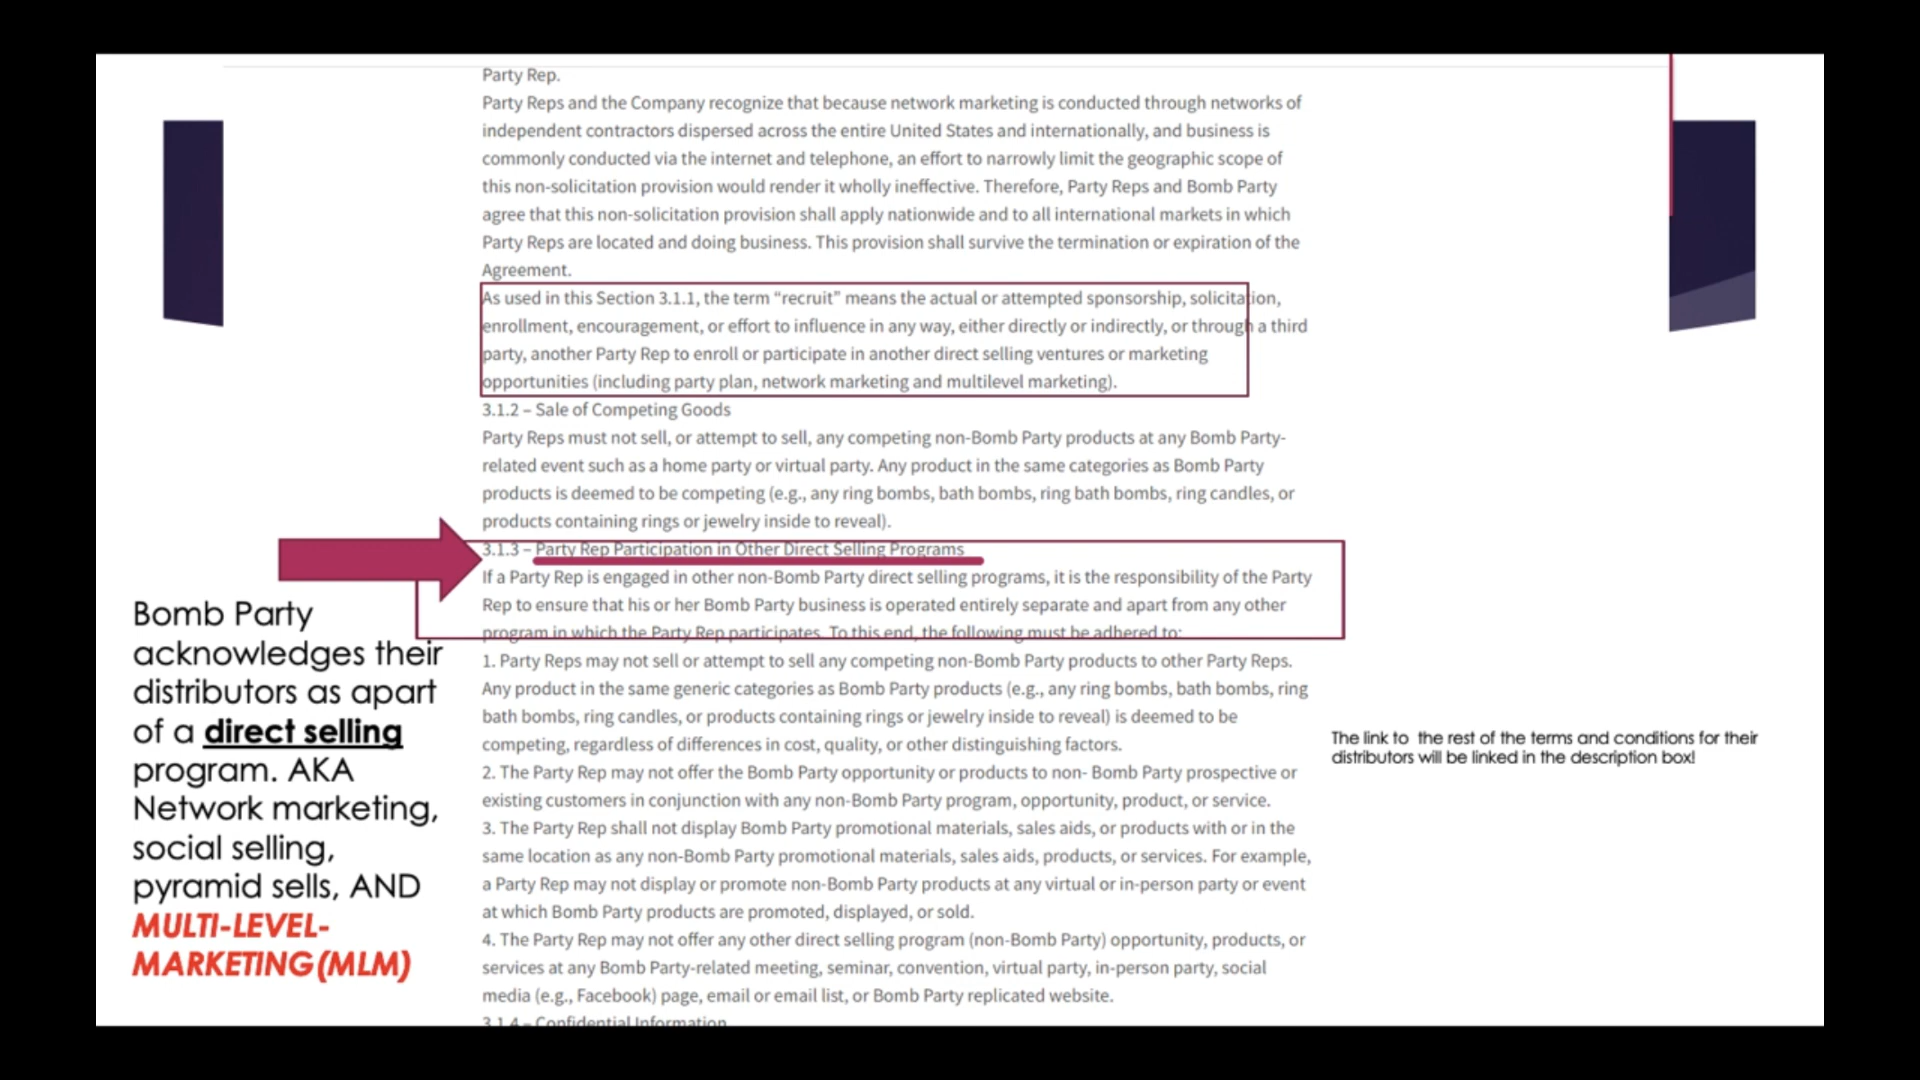 Party Rep.
Party Reps and the Company recognize that because network marketing is conducted through networks of
independent contractors dispersed across the entire United States and internationally, and business is
commonly conducted via the internet and telephone, an effort to narrowly limit the geographic scope of
this non-solicitation provision would render it wholly ineffective. Therefore, Party Reps and Bomb Party
agree that this non-solicitation provision shall apply nationwide and to all international markets in which
Party Reps are located and doing business. This provision shall survive the termination or expiration of the
Agreement.
As used in this Section 3.1.1, the term “recruit” means the actual or attempted sponsorship, solicitation,
enrollment, encouragement, or effort to influence in any way, either directly or indirectly, or through a third
party, another Party Rep to enroll or participate in another direct selling ventures or marketing
opportunities (including party plan, network marketing and multilevel marketing).
3.1.2 – Sale of Competing Goods
Party Reps must not sell, or attempt to sell, any competing non-Bomb Party products at any Bomb Party-
related event such as a home party or virtual party. Any product in the same categories as Bomb Party
products is deemed to be competing (e.g., any ring bombs, bath bombs, ring bath bombs, ring candles, or
products containing rings or jewelry inside to reveal).
3.1.3 – Party Rep Participation in Other Direct Selling Programs
If a Party Rep is engaged in other non-Bomb Party direct selling programs, it is the responsibility of the Party
Rep to ensure that his or her Bomb Party business is operated entirely separate and apart from any other
program in which the Party Rep participates. To this end, the following must be adhered to:
1. Party Reps may not sell or attempt to sell any competing non-Bomb Party products to other Party Reps.
Any product in the same generic categories as Bomb Party products (e.g., any ring bombs, bath bombs, ring
bath bombs, ring candles, or products containing rings or jewelry inside to reveal) is deemed to be
competing, regardless of differences in cost, quality, or other distinguishing factors.
2. The Party Rep may not offer the Bomb Party opportunity or products to non- Bomb Party prospective or
existing customers in conjunction with any non-Bomb Party program, opportunity, product, or service.
3. The Party Rep shall not display Bomb Party promotional materials, sales aids, or products with or in the
same location as any non-Bomb Party promotional materials, sales aids, products, or services. For example,
a Party Rep may not display or promote non-Bomb Party products at any virtual or in-person party or event
at which Bomb Party products are promoted, displayed, or sold.
4. The Party Rep may not offer any other direct selling program (non-Bomb Party) opportunity, products, or
services at any Bomb Party-related meeting, seminar, convention, virtual party, in-person party, social
media (e.g., Facebook) page, email or email list, or Bomb Party replicated website.
3.1.4 – Confidential Information
Bomb Party
acknowledges their
distributors as apart
of a direct selling
program. AKA
Network marketing,
social selling,
pyramid sells, AND
MULTI-LEVEL-
MARKETING(MLM)
The link to the rest of the terms and conditions for their
distributors will be linked in the description box!